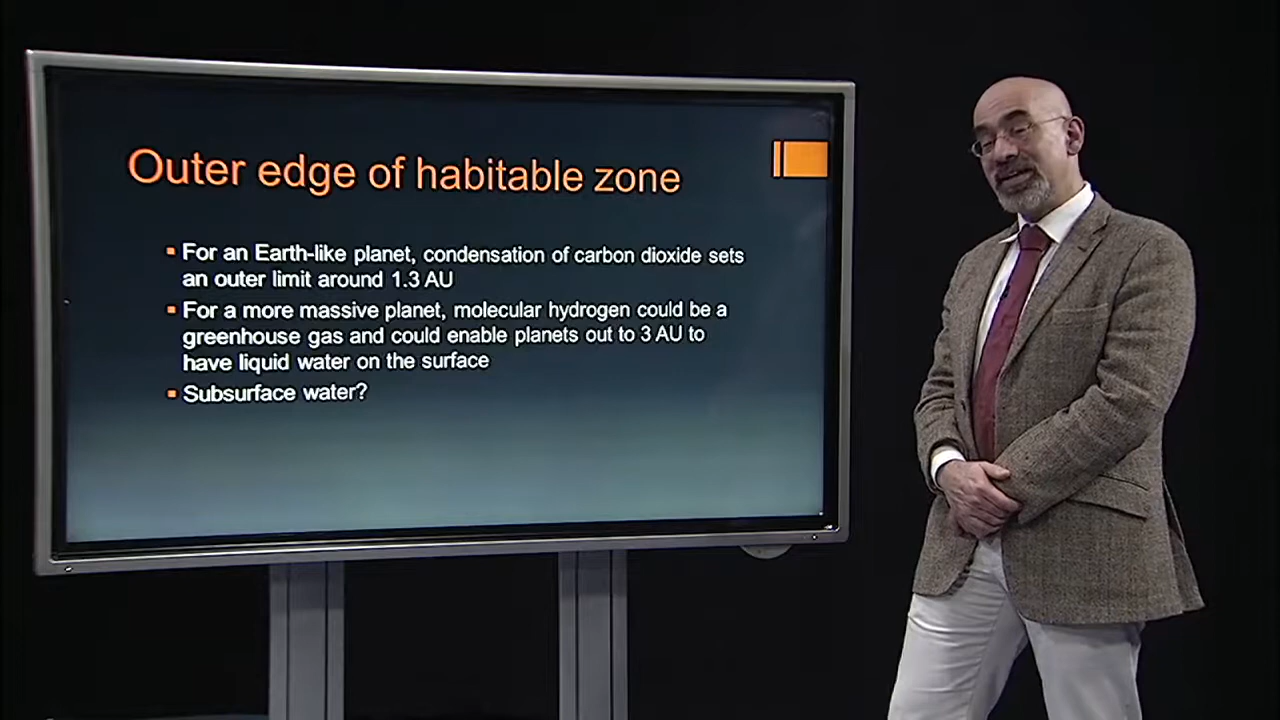 Outer edge of habitable zone
For an Earth-like planet, condensation of carbon dioxide sets
an outer limit around 1.3 AU
For a more massive planet, molecular hydrogen could be a
greenhouse gas and could enable planets out to 3 AU to
have liquid water on the surface
Subsurface water?